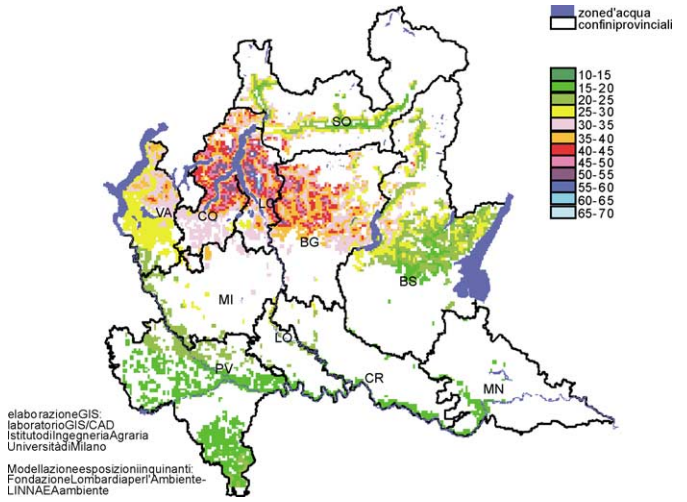 zoned'acqua
confiniprovinciali
10-15
15-20
20-25
25-30
30-35
35-40
40-45
45-50
50-55
55-60
60-65
65-70
SO
VA
CO
LC
BG
BS
MI
LO
PV
CR
MN
elaborazioneGIS:
laboratorioGIS/CAD
IstitutodiIngegneriaAgraria
UniversitàdiMilano
Modellazioneesposizioniinquinanti:
FondazioneLombardiaperl'Ambiente-
LINNAEAambiente